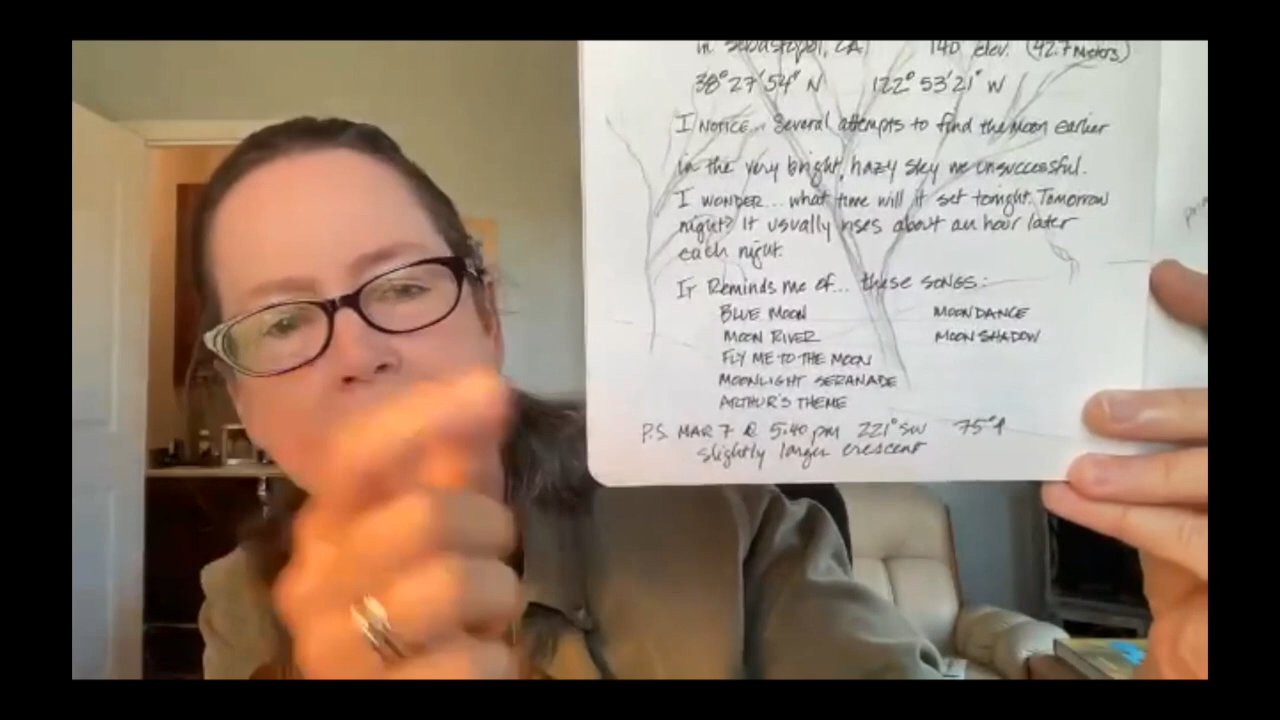 in Sebastopol, CA) 140' elev. (42.7 meters)
38° 27' 54" N 122° 53' 21" W
I NOTICE... Several attempts to find the moon earlier
in the very bright, hazy sky were unsuccessful.
I WONDER... what time will it set tonight. Tomorrow
night? It usually rises about an hour later
each night.
IT Reminds me of... these SONGS:
BLUE MOON MOONDANCE
MOON RIVER MOON SHADOW
FLY ME TO THE MOON
MOONLIGHT SERANADE
ARTHUR'S THEME
P.S. MAR 7 @ 5:40 pm 221° SW 75°
slightly larger crescent